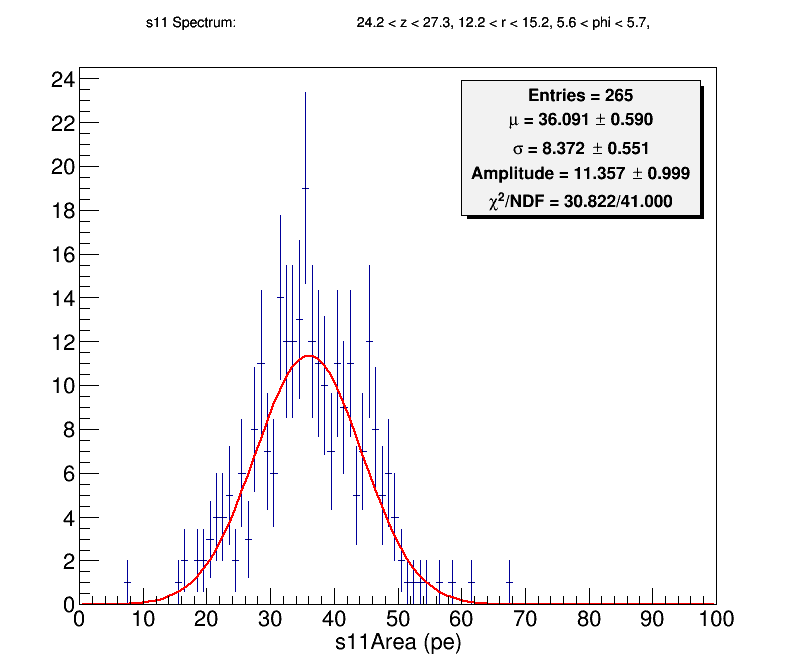 s11 Spectrum: 24.2 < z < 27.3, 12.2 < r < 15.2, 5.6 < phi < 5.7,
Entries = 265
μ = 36.091 ± 0.590
σ = 8.372 ± 0.551
Amplitude = 11.357 ± 0.999
χ²/NDF = 30.822/41.000
24
22
20
18
16
14
12
10
8
6
4
2
0
0 10 20 30 40 50 60 70 80 90 100
s11Area (pe)